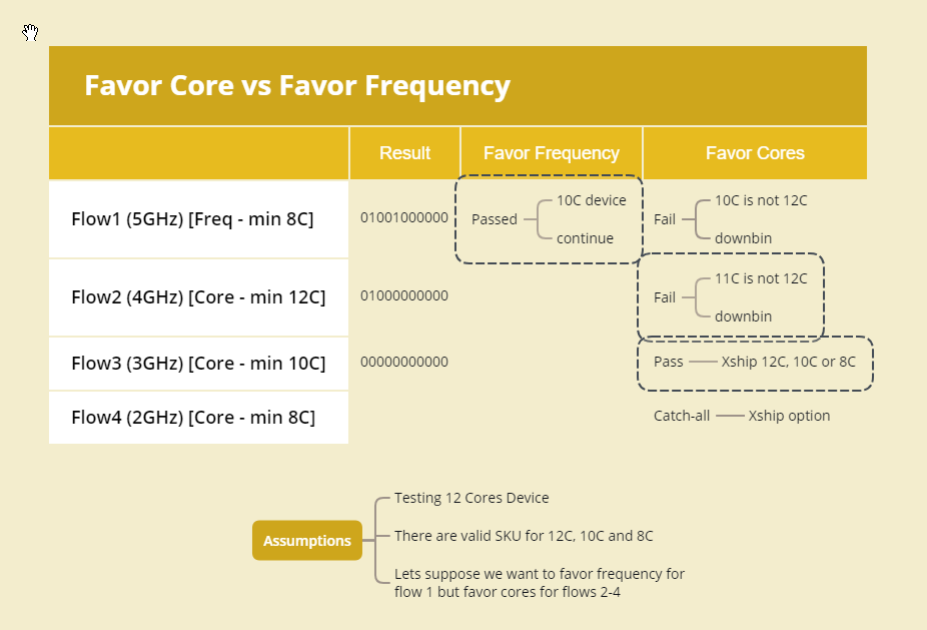 Favor Core vs Favor Frequency
Result
Favor Frequency
Favor Cores
Flow1 (5GHz) [Freq - min 8C]
01001000000
Passed
10C device
continue
Fail
10C is not 12C
downbin
Flow2 (4GHz) [Core - min 12C]
01000000000
Fail
11C is not 12C
downbin
Flow3 (3GHz) [Core - min 10C]
00000000000
Pass
Xship 12C, 10C or 8C
Flow4 (2GHz) [Core - min 8C]
Catch-all
Xship option
Assumptions
Testing 12 Cores Device
There are valid SKU for 12C, 10C and 8C
Lets suppose we want to favor frequency for
flow 1 but favor cores for flows 2-4